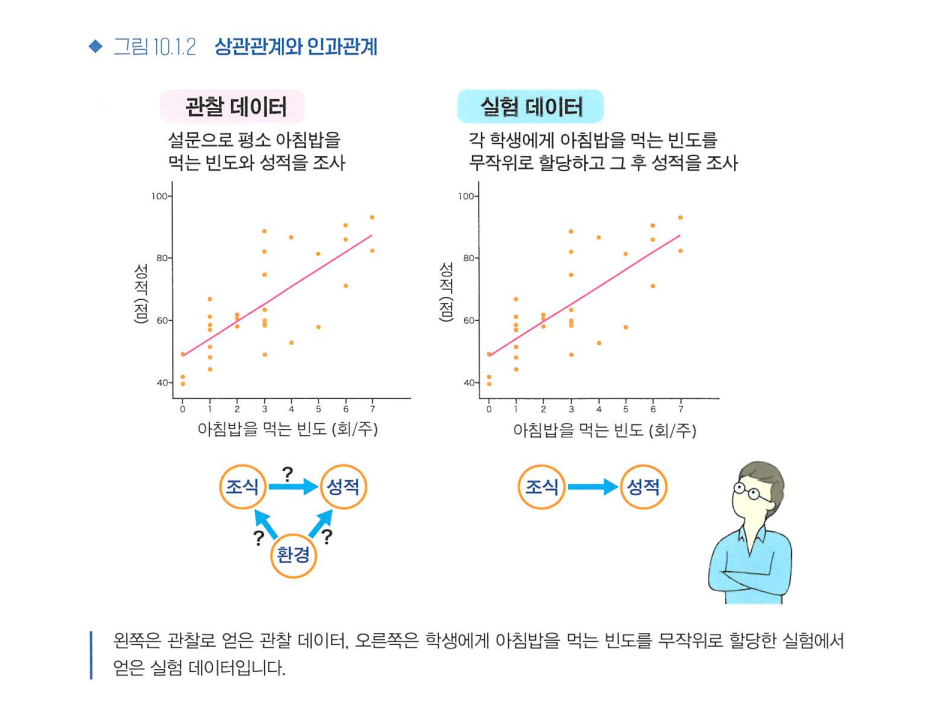 ◆ 그림 10.1.2 상관관계와 인과관계
관찰 데이터
설문으로 평소 아침밥을
먹는 빈도와 성적을 조사
100
80
60
40
성적(점)
0 1 2 3 4 5 6 7
아침밥을 먹는 빈도 (회/주)
조식 ? 성적
? ?
환경
실험 데이터
각 학생에게 아침밥을 먹는 빈도를
무작위로 할당하고 그 후 성적을 조사
100
80
60
40
성적(점)
0 1 2 3 4 5 6 7
아침밥을 먹는 빈도 (회/주)
조식 성적
왼쪽은 관찰로 얻은 관찰 데이터, 오른쪽은 학생에게 아침밥을 먹는 빈도를 무작위로 할당한 실험에서
얻은 실험 데이터입니다.